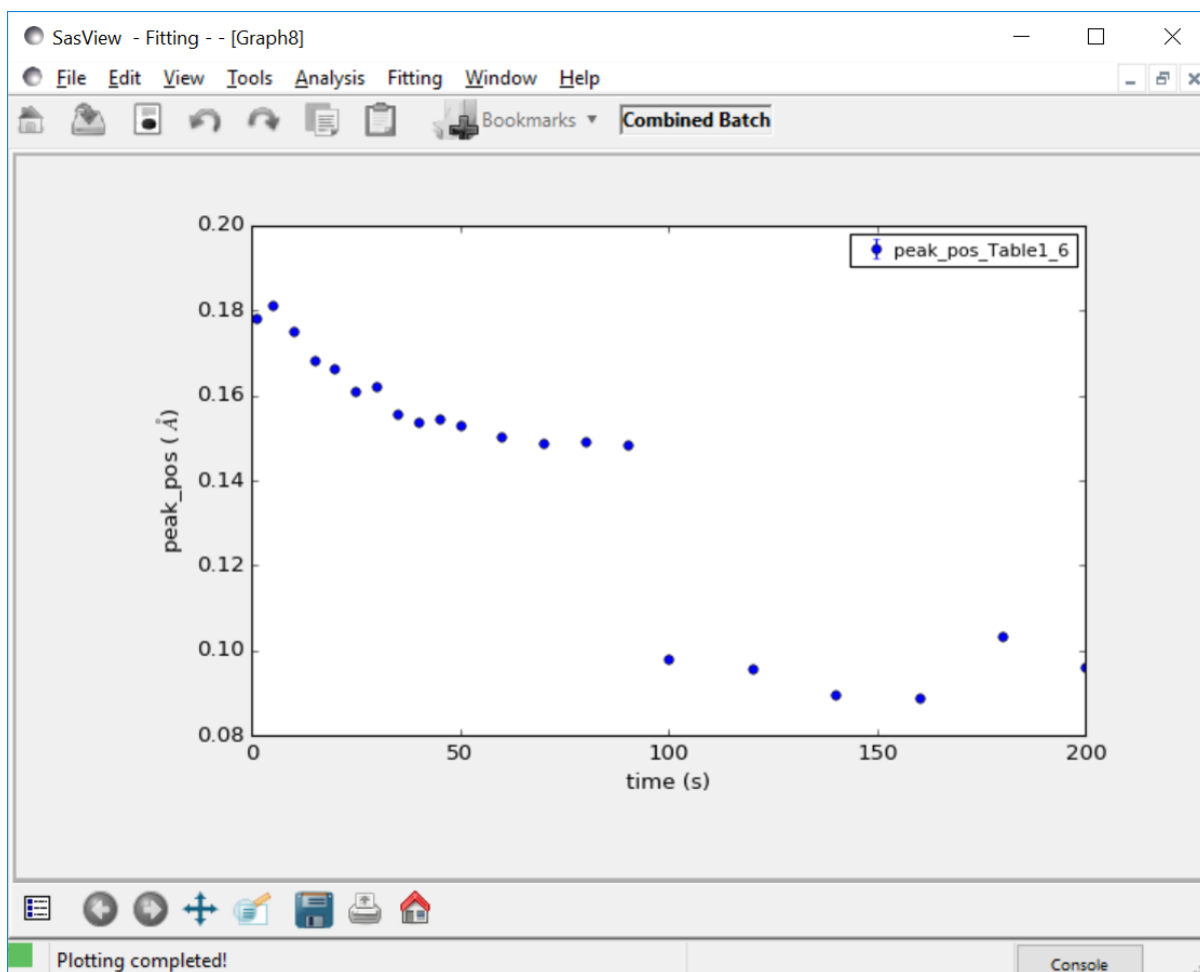 SasView - Fitting - - [Graph8]
File Edit View Tools Analysis Fitting Window Help
Bookmarks Combined Batch
0.20
0.18
0.16
0.14
0.12
0.10
0.08
peak_pos ( Å)
peak_pos_Table1_6
0 50 100 150 200
time (s)
Plotting completed!
Console